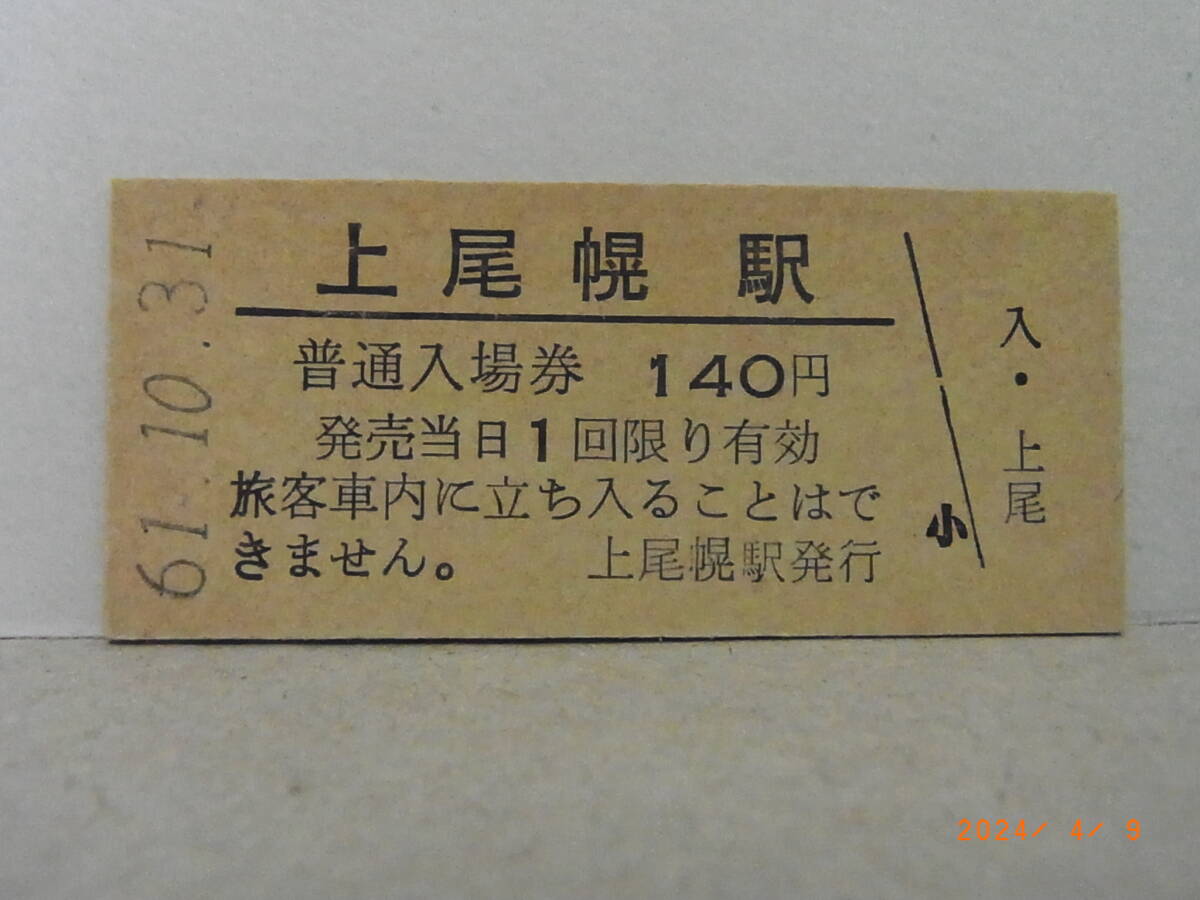 61.10.31
上尾幌駅
普通入場券 140円
発売当日1回限り有効
旅客車内に立ち入ることはで
きません。 上尾幌駅発行
小
入・上尾
2024/ 4/ 9